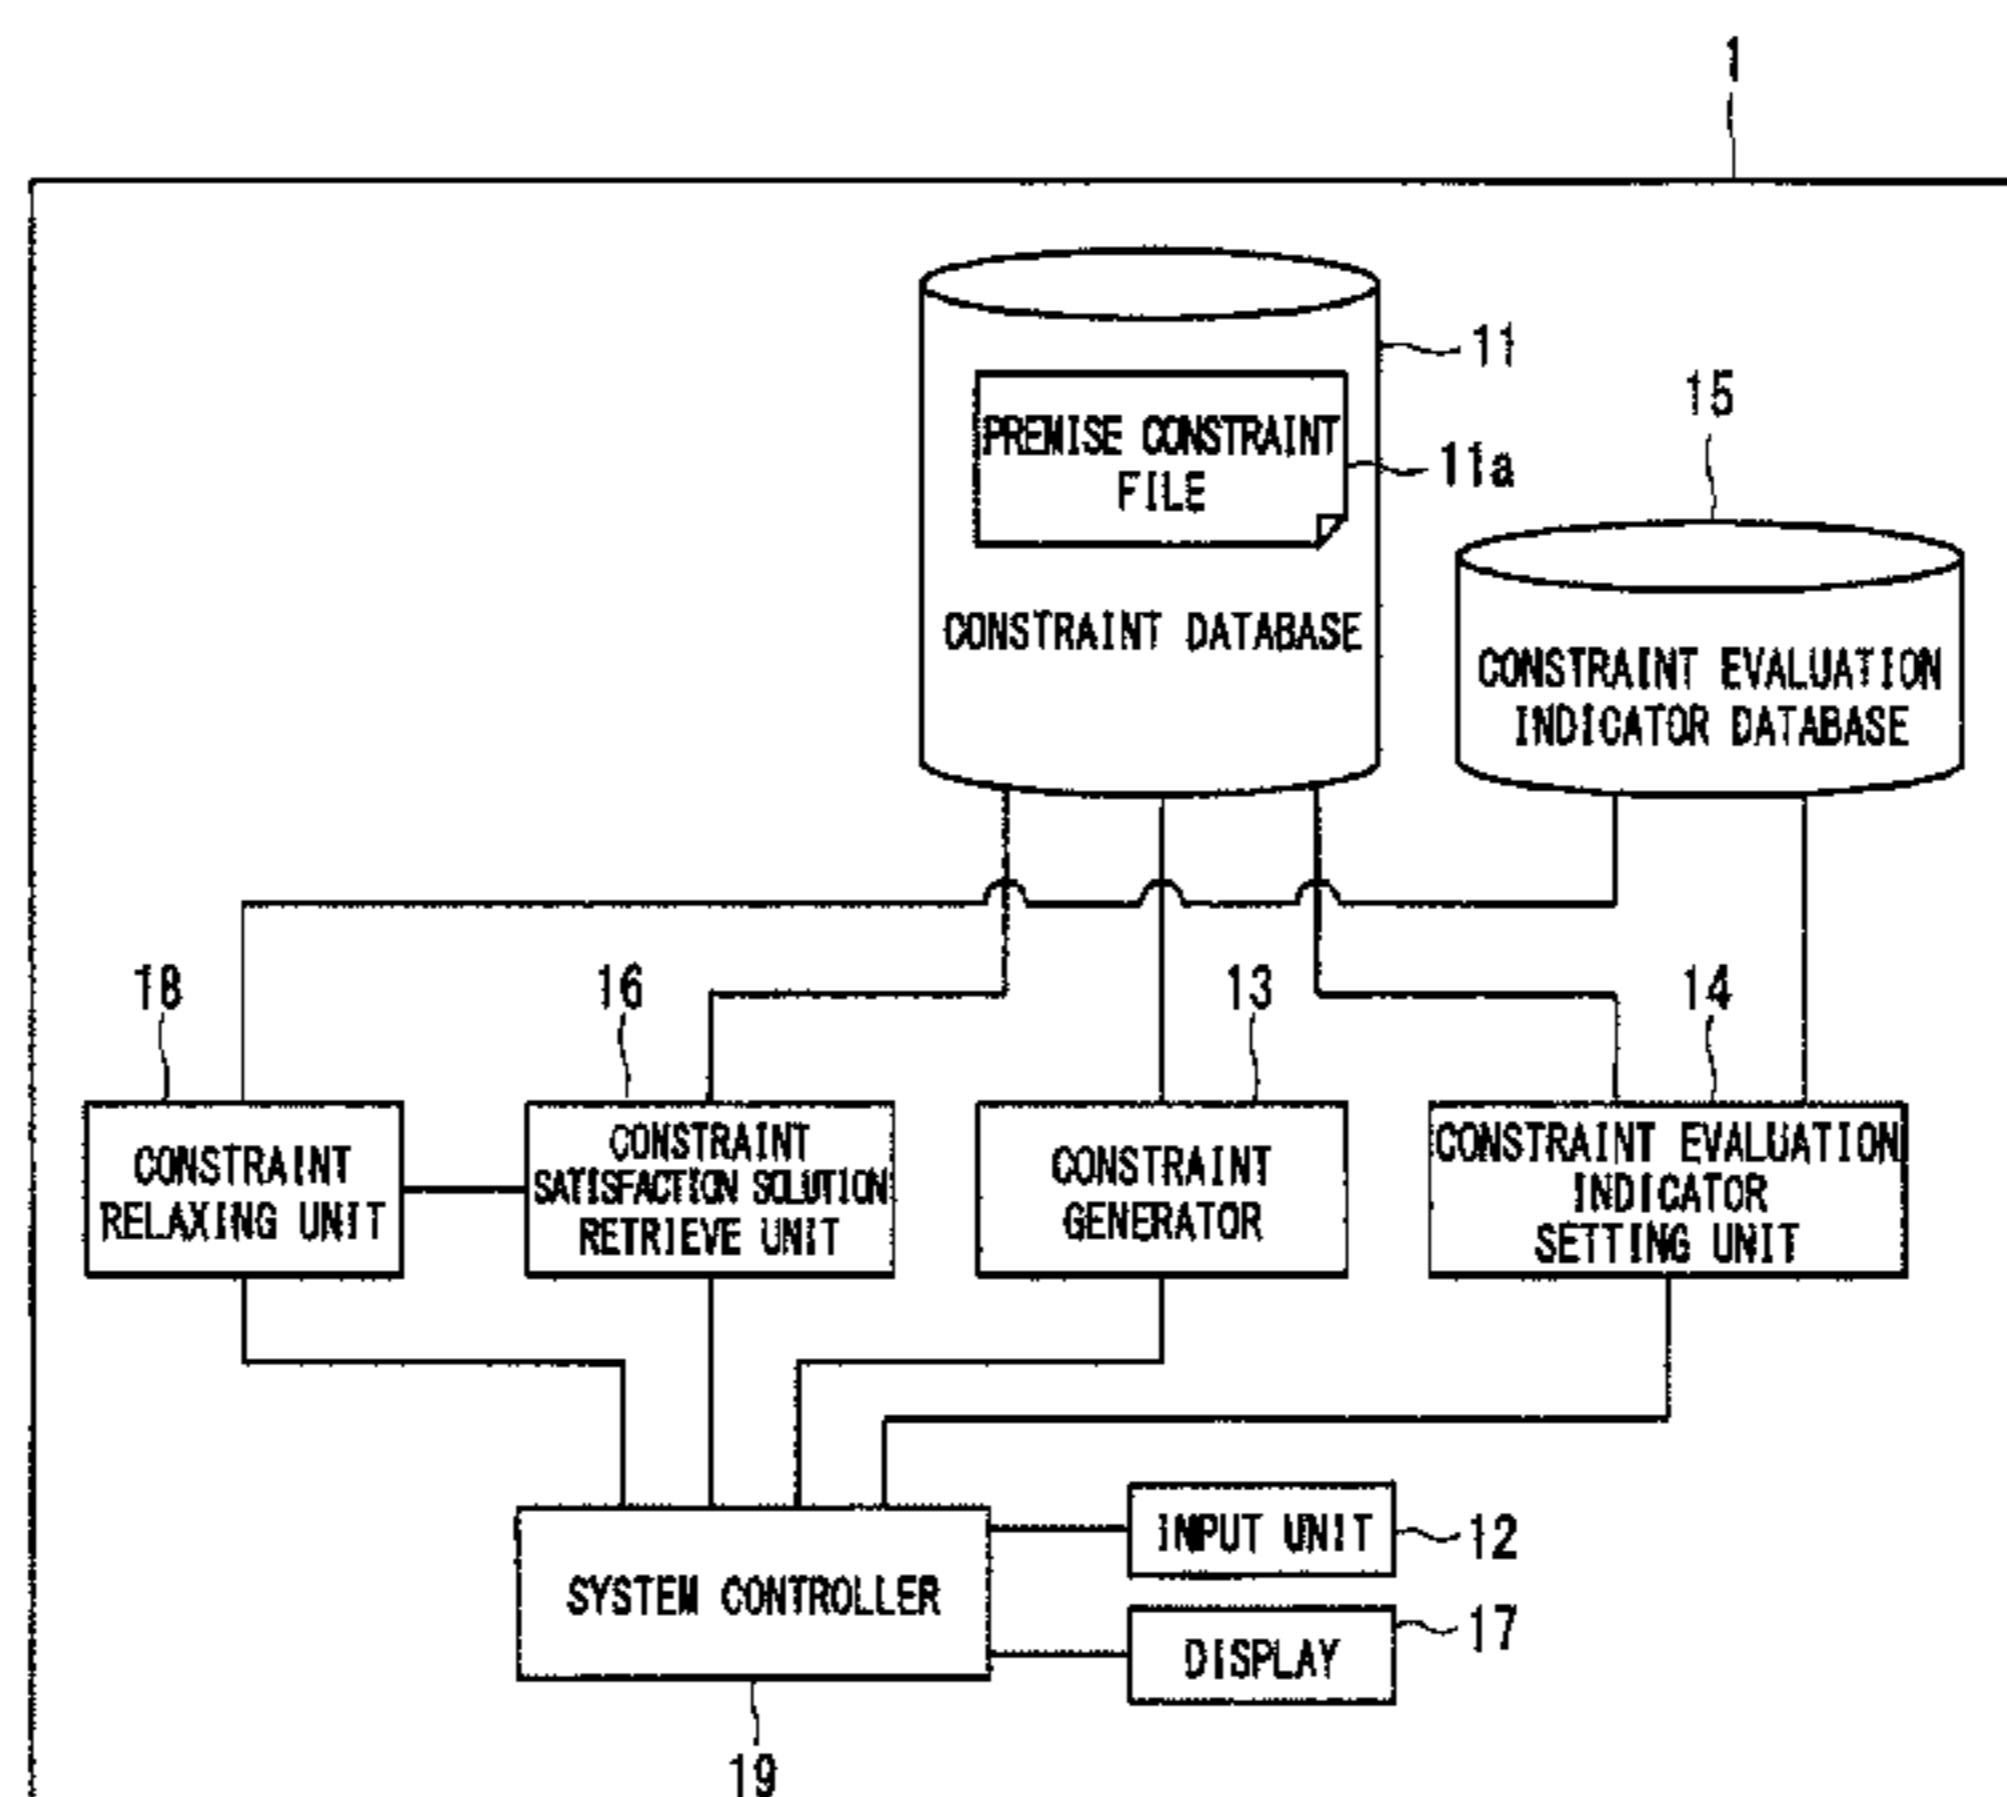 1
11
PREMISE CONSTRAINT
FILE
11a
CONSTRAINT DATABASE
15
CONSTRAINT EVALUATION
INDICATOR DATABASE
18
16
13
14
CONSTRAINT
RELAXING UNIT
CONSTRAINT
SATISFACTION SOLUTION
RETRIEVE UNIT
CONSTRAINT
GENERATOR
CONSTRAINT EVALUATION
INDICATOR
SETTING UNIT
SYSTEM CONTROLLER
INPUT UNIT
12
DISPLAY
17
19